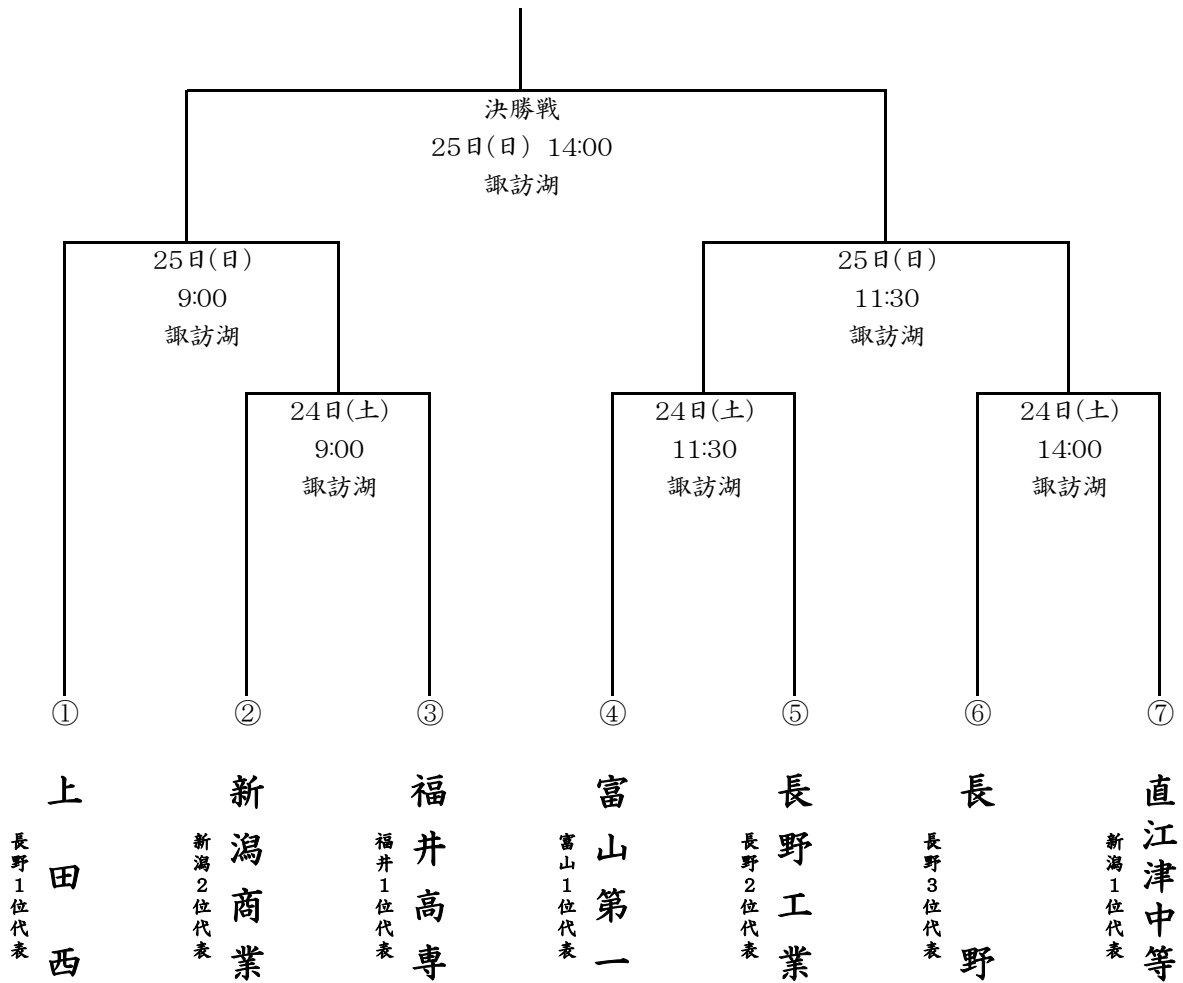 決勝戦
25日(日) 14:00
諏訪湖
25日(日)
9:00
諏訪湖
25日(日)
11:30
諏訪湖
24日(土)
9:00
諏訪湖
24日(土)
11:30
諏訪湖
24日(土)
14:00
諏訪湖
①
上田西
長野1位代表
②
新潟商業
新潟2位代表
③
福井高専
福井1位代表
④
富山第一
富山1位代表
⑤
長野工業
長野2位代表
⑥
長野
長野3位代表
⑦
直江津中等
新潟1位代表